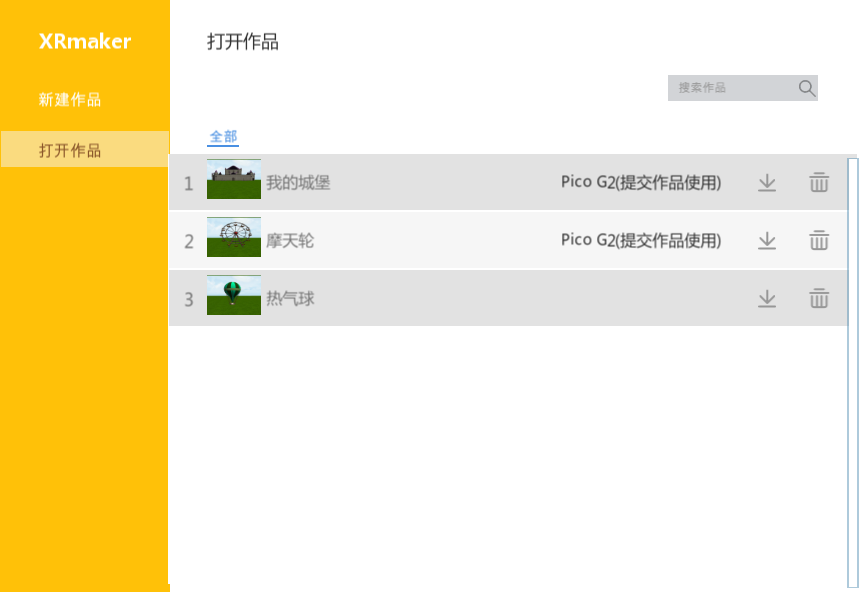 XRmaker
新建作品
打开作品
打开作品
搜索作品
全部
1 我的城堡 Pico G2(提交作品使用)
2 摩天轮 Pico G2(提交作品使用)
3 热气球